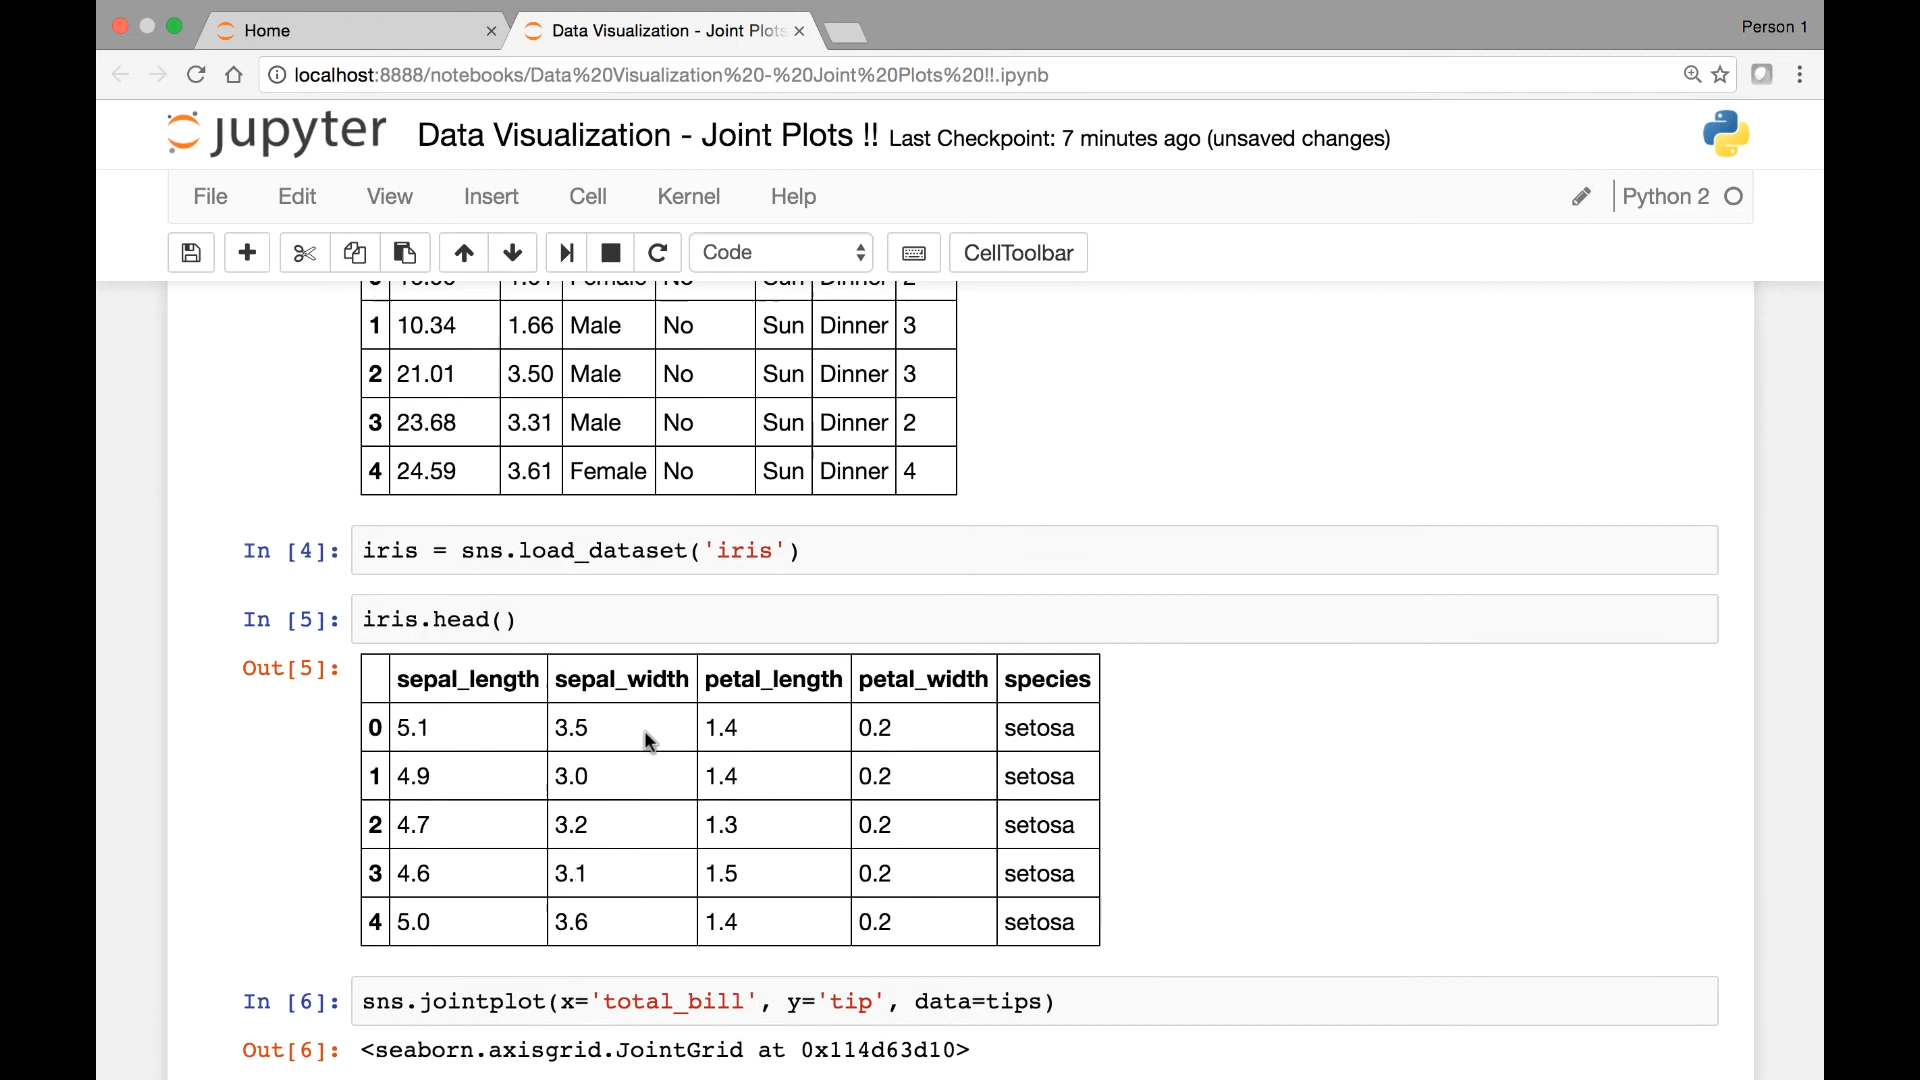 Home
Data Visualization - Joint Plots
Person 1
localhost:8888/notebooks/Data%20Visualization%20-%20Joint%20Plots%20!!.ipynb
jupyter Data Visualization - Joint Plots !! Last Checkpoint: 7 minutes ago (unsaved changes)
File Edit View Insert Cell Kernel Help Python 2
Code CellToolbar
1 10.34 1.66 Male No Sun Dinner 3
2 21.01 3.50 Male No Sun Dinner 3
3 23.68 3.31 Male No Sun Dinner 2
4 24.59 3.61 Female No Sun Dinner 4
In [4]: iris = sns.load_dataset('iris')
In [5]: iris.head()
Out[5]:
sepal_length sepal_width petal_length petal_width species
0 5.1 3.5 1.4 0.2 setosa
1 4.9 3.0 1.4 0.2 setosa
2 4.7 3.2 1.3 0.2 setosa
3 4.6 3.1 1.5 0.2 setosa
4 5.0 3.6 1.4 0.2 setosa
In [6]: sns.jointplot(x='total_bill', y='tip', data=tips)
Out[6]: <seaborn.axisgrid.JointGrid at 0x114d63d10>